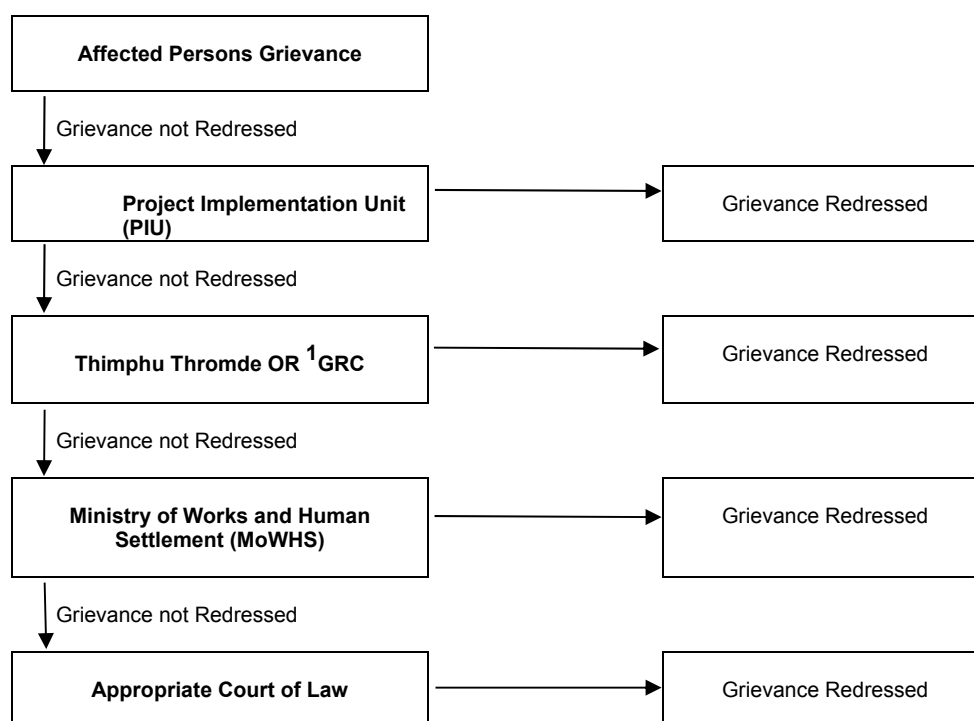 Affected Persons Grievance
Grievance not Redressed
Project Implementation Unit
(PIU)
Grievance Redressed
Grievance not Redressed
Thimphu Thromde OR ¹GRC
Grievance Redressed
Grievance not Redressed
Ministry of Works and Human
Settlement (MoWHS)
Grievance Redressed
Grievance not Redressed
Appropriate Court of Law
Grievance Redressed